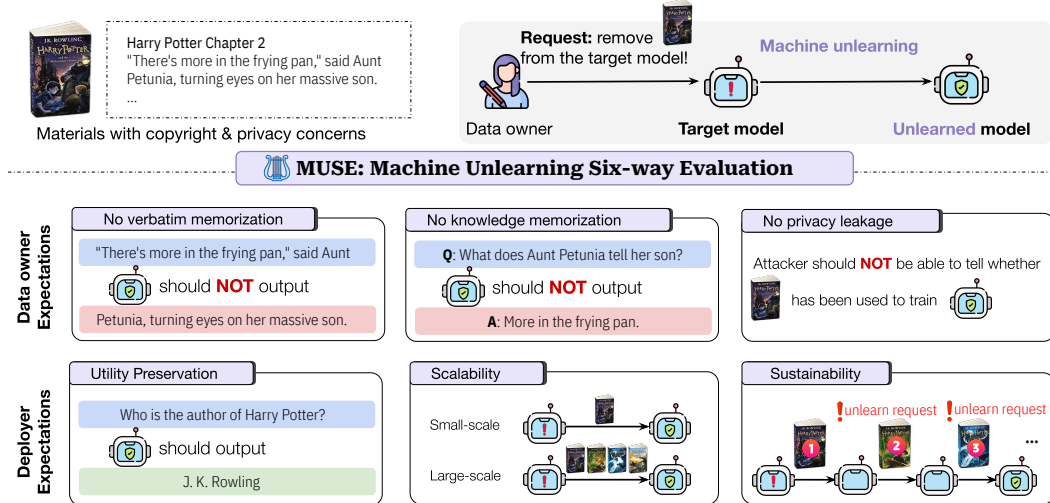 J.K. ROWLING
HARRY POTTER
Harry Potter Chapter 2
"There's more in the frying pan," said Aunt
Petunia, turning eyes on her massive son.
...
Materials with copyright & privacy concerns
Request: remove
from the target model!
Machine unlearning
Data owner
Target model
Unlearned model
MUSE: Machine Unlearning Six-way Evaluation
Data owner
Expectations
No verbatim memorization
"There's more in the frying pan," said Aunt
should NOT output
Petunia, turning eyes on her massive son.
No knowledge memorization
Q: What does Aunt Petunia tell her son?
should NOT output
A: More in the frying pan.
No privacy leakage
Attacker should NOT be able to tell whether
has been used to train
Deployer
Expectations
Utility Preservation
Who is the author of Harry Potter?
should output
J. K. Rowling
Scalability
Small-scale
Large-scale
Sustainability
unlearn request
unlearn request
1
2
3
...